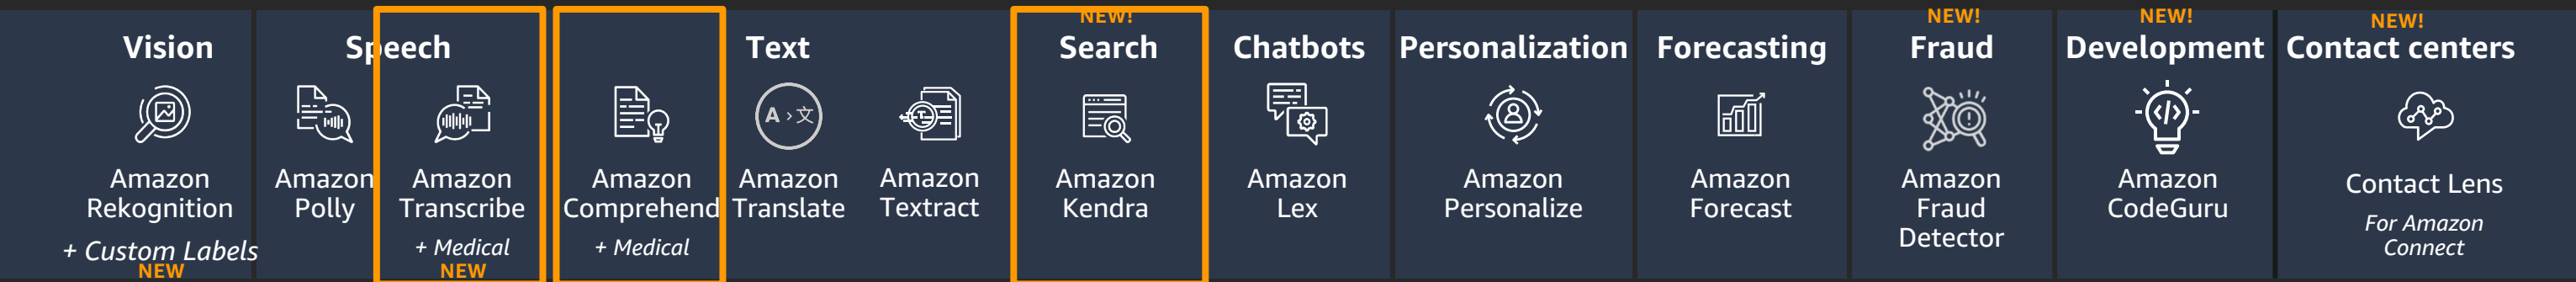 Vision
Amazon
Rekognition
+ Custom Labels
NEW
Speech
Amazon
Polly
Amazon
Transcribe
+ Medical
NEW
Text
Amazon
Comprehend
+ Medical
A › 文
Amazon
Translate
Amazon
Textract
NEW!
Search
Amazon
Kendra
Chatbots
Amazon
Lex
Personalization
Amazon
Personalize
Forecasting
Amazon
Forecast
NEW!
Fraud
Amazon
Fraud
Detector
NEW!
Development
</>
Amazon
CodeGuru
NEW!
Contact centers
Contact Lens
For Amazon
Connect